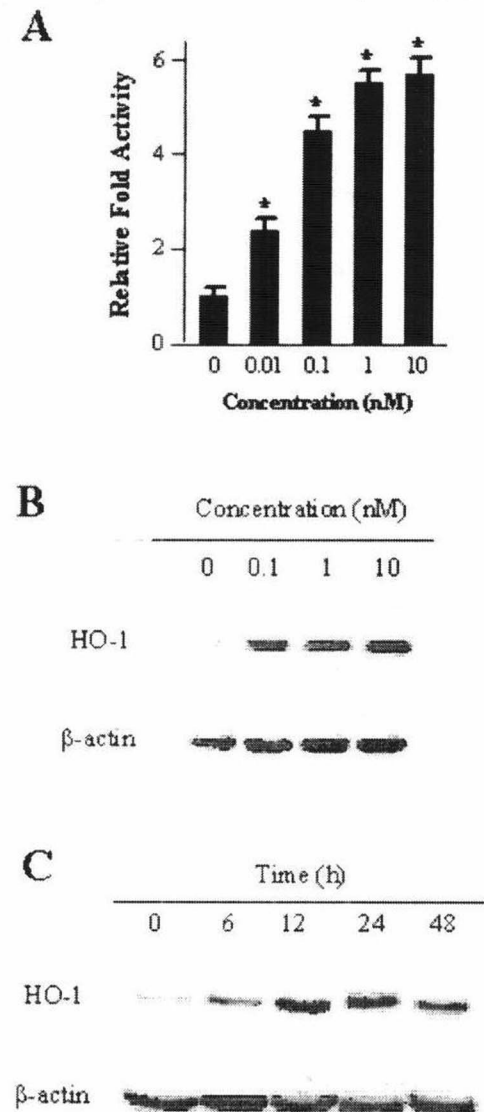 A
Relative Fold Activity
6
4
2
0
* * * *
0 0.01 0.1 1 10
Concentration (nM)
B
Concentration (nM)
0 0.1 1 10
HO-1
β-actin
C
Time (h)
0 6 12 24 48
HO-1
β-actin